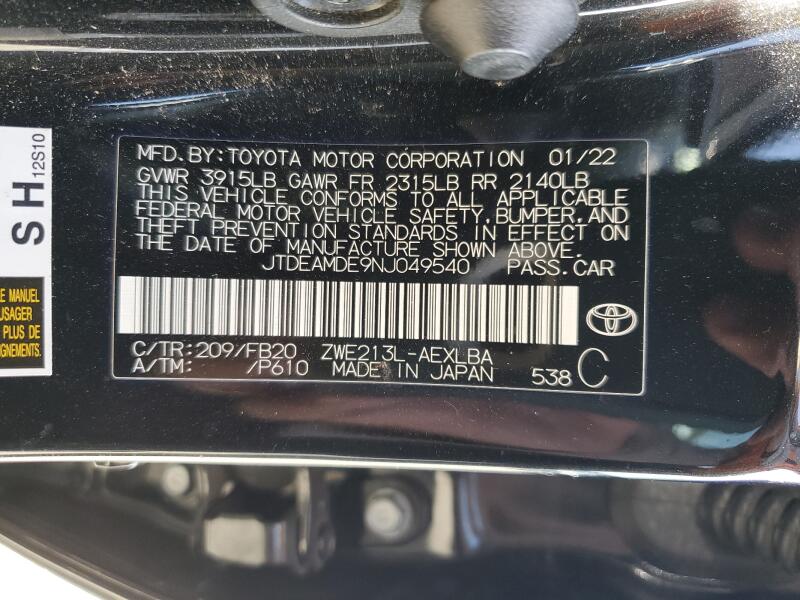 MFD.BY:TOYOTA MOTOR CORPORATION 01/22
GVWR 3915LB GAWR FR 2315LB RR 2140LB
THIS VEHICLE CONFORMS TO ALL APPLICABLE
FEDERAL MOTOR VEHICLE SAFETY,BUMPER,AND
THEFT PREVENTION STANDARDS IN EFFECT ON
THE DATE OF MANUFACTURE SHOWN ABOVE.
JTDEAMDE9NJ049540 PASS.CAR
C/TR:209/FB20 ZWE213L-AEXLBA
A/TM: /P610 MADE IN JAPAN 538 C
SH
12S10
E MANUEL
USAGER
PLUS DE
IGNEMENTS.